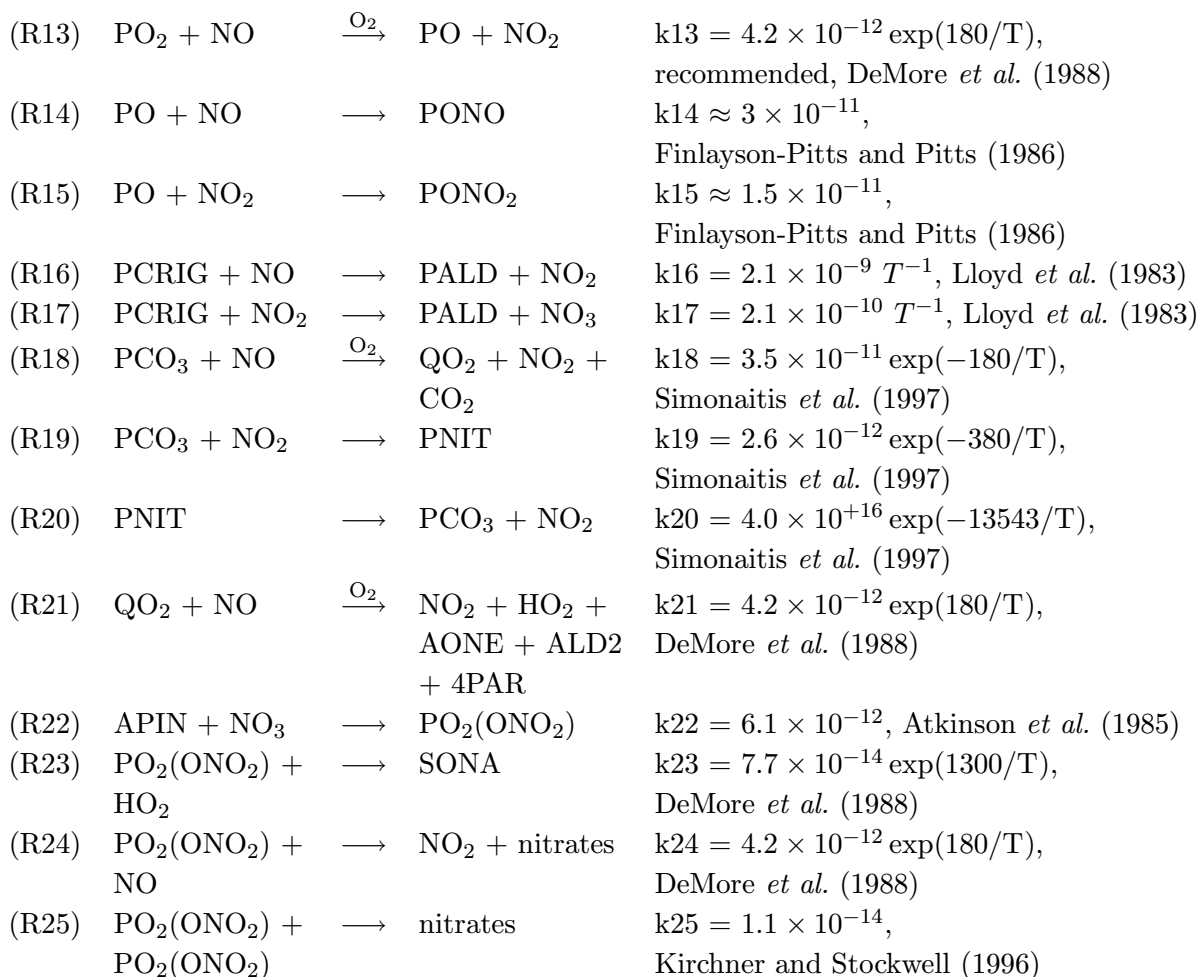 (R13) PO₂ + NO —O₂→ PO + NO₂ k13 = 4.2 × 10⁻¹² exp(180/T),
recommended, DeMore et al. (1988)
(R14) PO + NO ⟶ PONO k14 ≈ 3 × 10⁻¹¹,
Finlayson-Pitts and Pitts (1986)
(R15) PO + NO₂ ⟶ PONO₂ k15 ≈ 1.5 × 10⁻¹¹,
Finlayson-Pitts and Pitts (1986)
(R16) PCRIG + NO ⟶ PALD + NO₂ k16 = 2.1 × 10⁻⁹ T⁻¹, Lloyd et al. (1983)
(R17) PCRIG + NO₂ ⟶ PALD + NO₃ k17 = 2.1 × 10⁻¹⁰ T⁻¹, Lloyd et al. (1983)
(R18) PCO₃ + NO —O₂→ QO₂ + NO₂ + k18 = 3.5 × 10⁻¹¹ exp(−180/T),
CO₂ Simonaitis et al. (1997)
(R19) PCO₃ + NO₂ ⟶ PNIT k19 = 2.6 × 10⁻¹² exp(−380/T),
Simonaitis et al. (1997)
(R20) PNIT ⟶ PCO₃ + NO₂ k20 = 4.0 × 10⁺¹⁶ exp(−13543/T),
Simonaitis et al. (1997)
(R21) QO₂ + NO —O₂→ NO₂ + HO₂ + k21 = 4.2 × 10⁻¹² exp(180/T),
AONE + ALD2 DeMore et al. (1988)
+ 4PAR
(R22) APIN + NO₃ ⟶ PO₂(ONO₂) k22 = 6.1 × 10⁻¹², Atkinson et al. (1985)
(R23) PO₂(ONO₂) + ⟶ SONA k23 = 7.7 × 10⁻¹⁴ exp(1300/T),
HO₂ DeMore et al. (1988)
(R24) PO₂(ONO₂) + ⟶ NO₂ + nitrates k24 = 4.2 × 10⁻¹² exp(180/T),
NO DeMore et al. (1988)
(R25) PO₂(ONO₂) + ⟶ nitrates k25 = 1.1 × 10⁻¹⁴,
PO₂(ONO₂) Kirchner and Stockwell (1996)